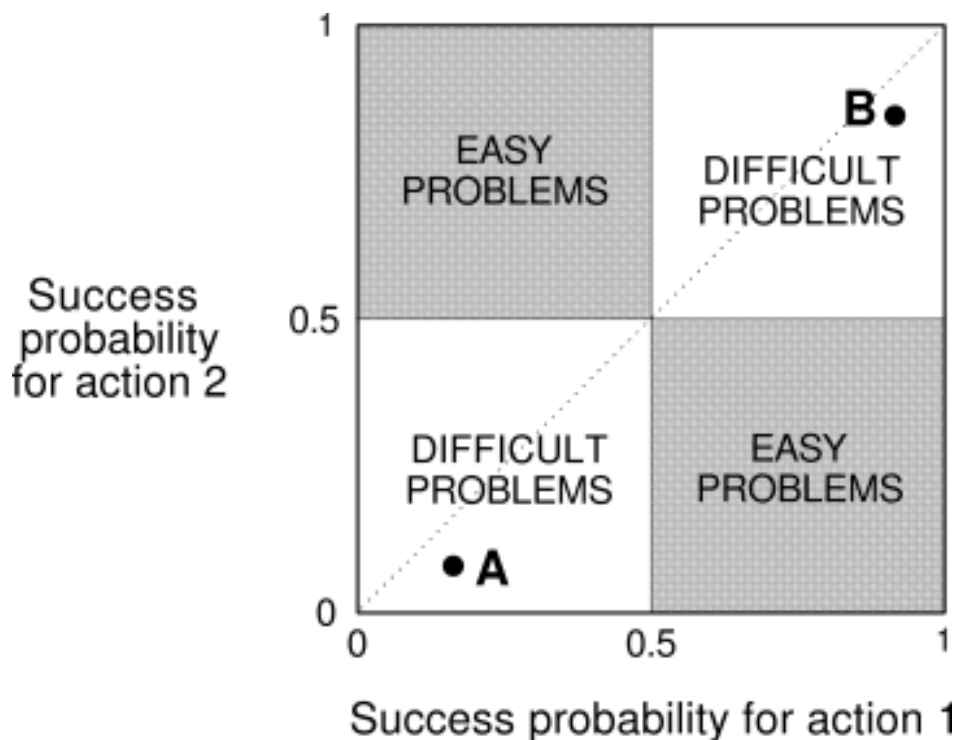 1
B
EASY
PROBLEMS
DIFFICULT
PROBLEMS
Success
probability
for action 2
0.5
DIFFICULT
PROBLEMS
EASY
PROBLEMS
A
0
0
0.5
1
Success probability for action 1